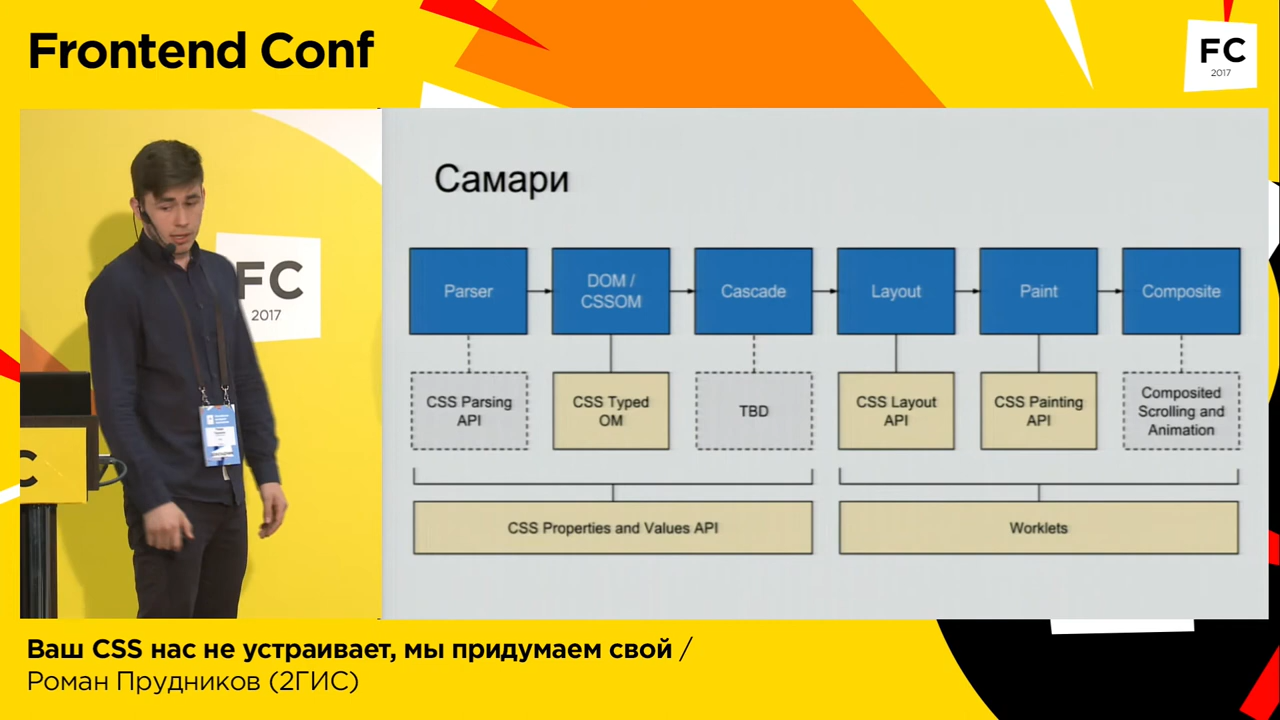 Frontend Conf
FC
2017
FC
2017
C
Самари
Parser
DOM /
CSSOM
Cascade
Layout
Paint
Composite
CSS Parsing
API
CSS Typed
OM
TBD
CSS Layout
API
CSS Painting
API
Composited
Scrolling and
Animation
CSS Properties and Values API
Worklets
Ваш CSS нас не устраивает, мы придумаем свой /
Роман Прудников (2ГИС)